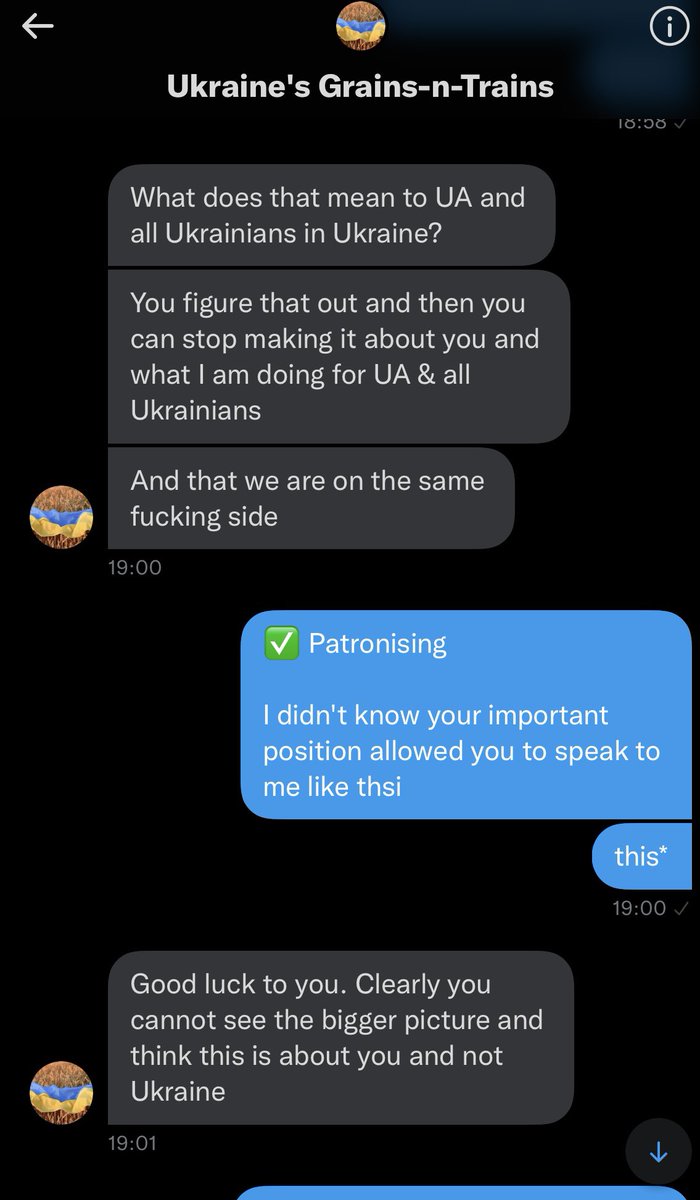 Ukraine's Grains-n-Trains
18:58
What does that mean to UA and
all Ukrainians in Ukraine?
You figure that out and then you
can stop making it about you and
what I am doing for UA & all
Ukrainians
And that we are on the same
fucking side
19:00
✅ Patronising
I didn't know your important
position allowed you to speak to
me like thsi
this*
19:00
Good luck to you. Clearly you
cannot see the bigger picture and
think this is about you and not
Ukraine
19:01